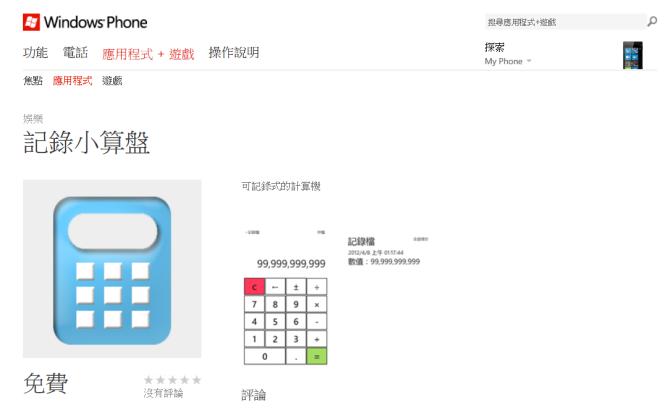 Windows Phone
搜尋應用程式+遊戲
功能 電話 應用程式 + 遊戲 操作說明
探索
My Phone
焦點 應用程式 遊戲
娛樂
記錄小算盤
可記錄式的計算機
99,999,999,999
c ← ± ÷
7 8 9 ×
4 5 6 -
1 2 3 +
0 . =
記錄檔
2012/4/8 上午 01:17:44
數值：99,999,999,999
免費
沒有評論
評論